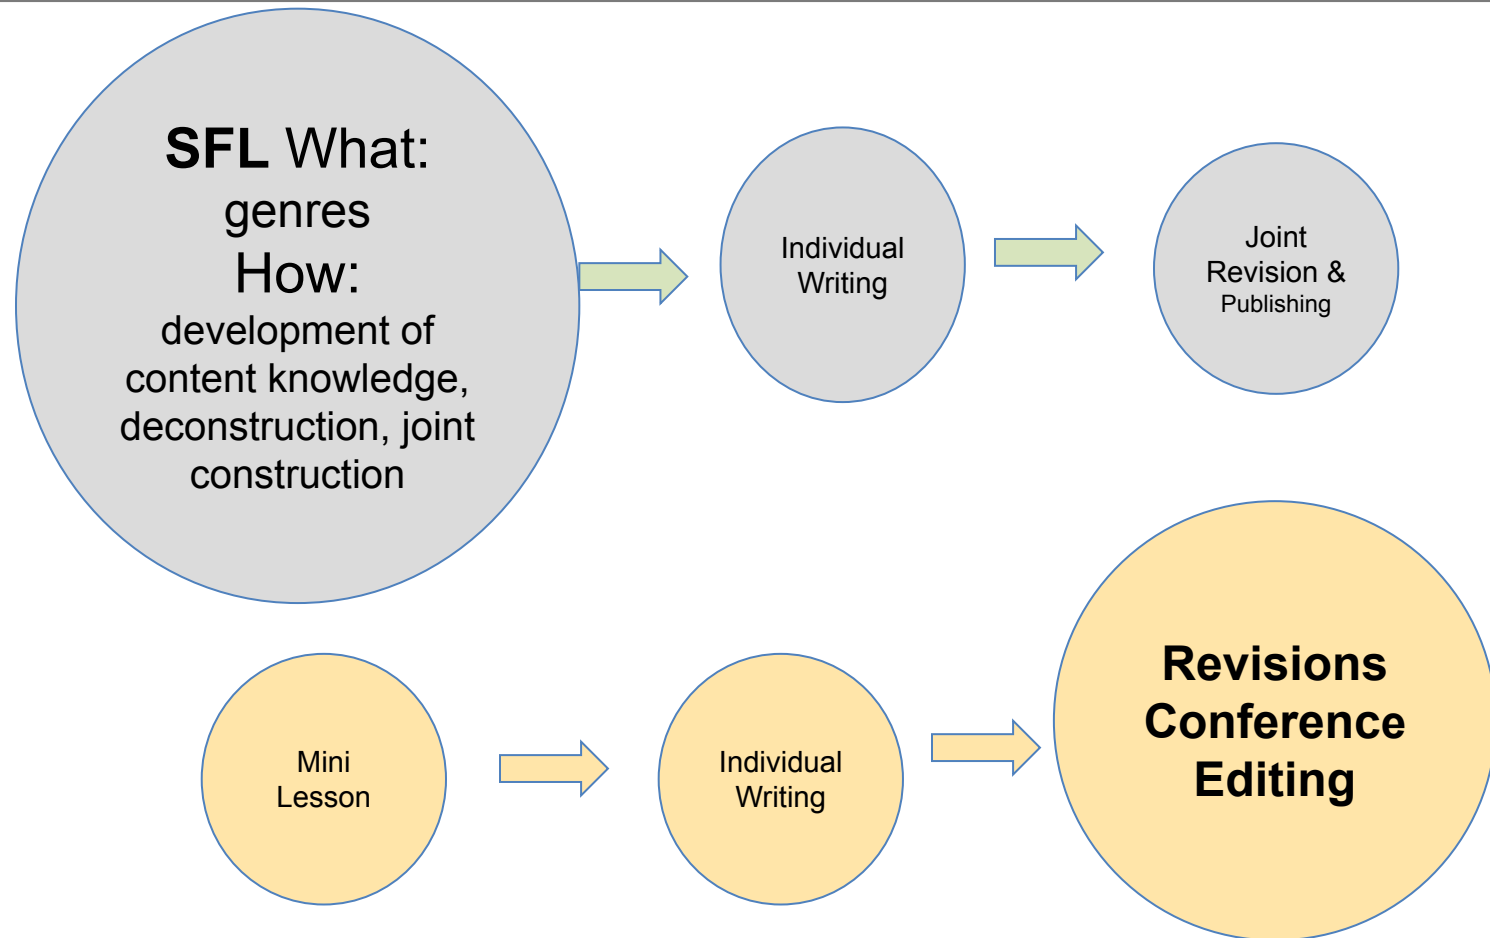 SFL What:
genres
How:
development of
content knowledge,
deconstruction, joint
construction
Individual
Writing
Joint
Revision &
Publishing
Mini
Lesson
Individual
Writing
Revisions
Conference
Editing